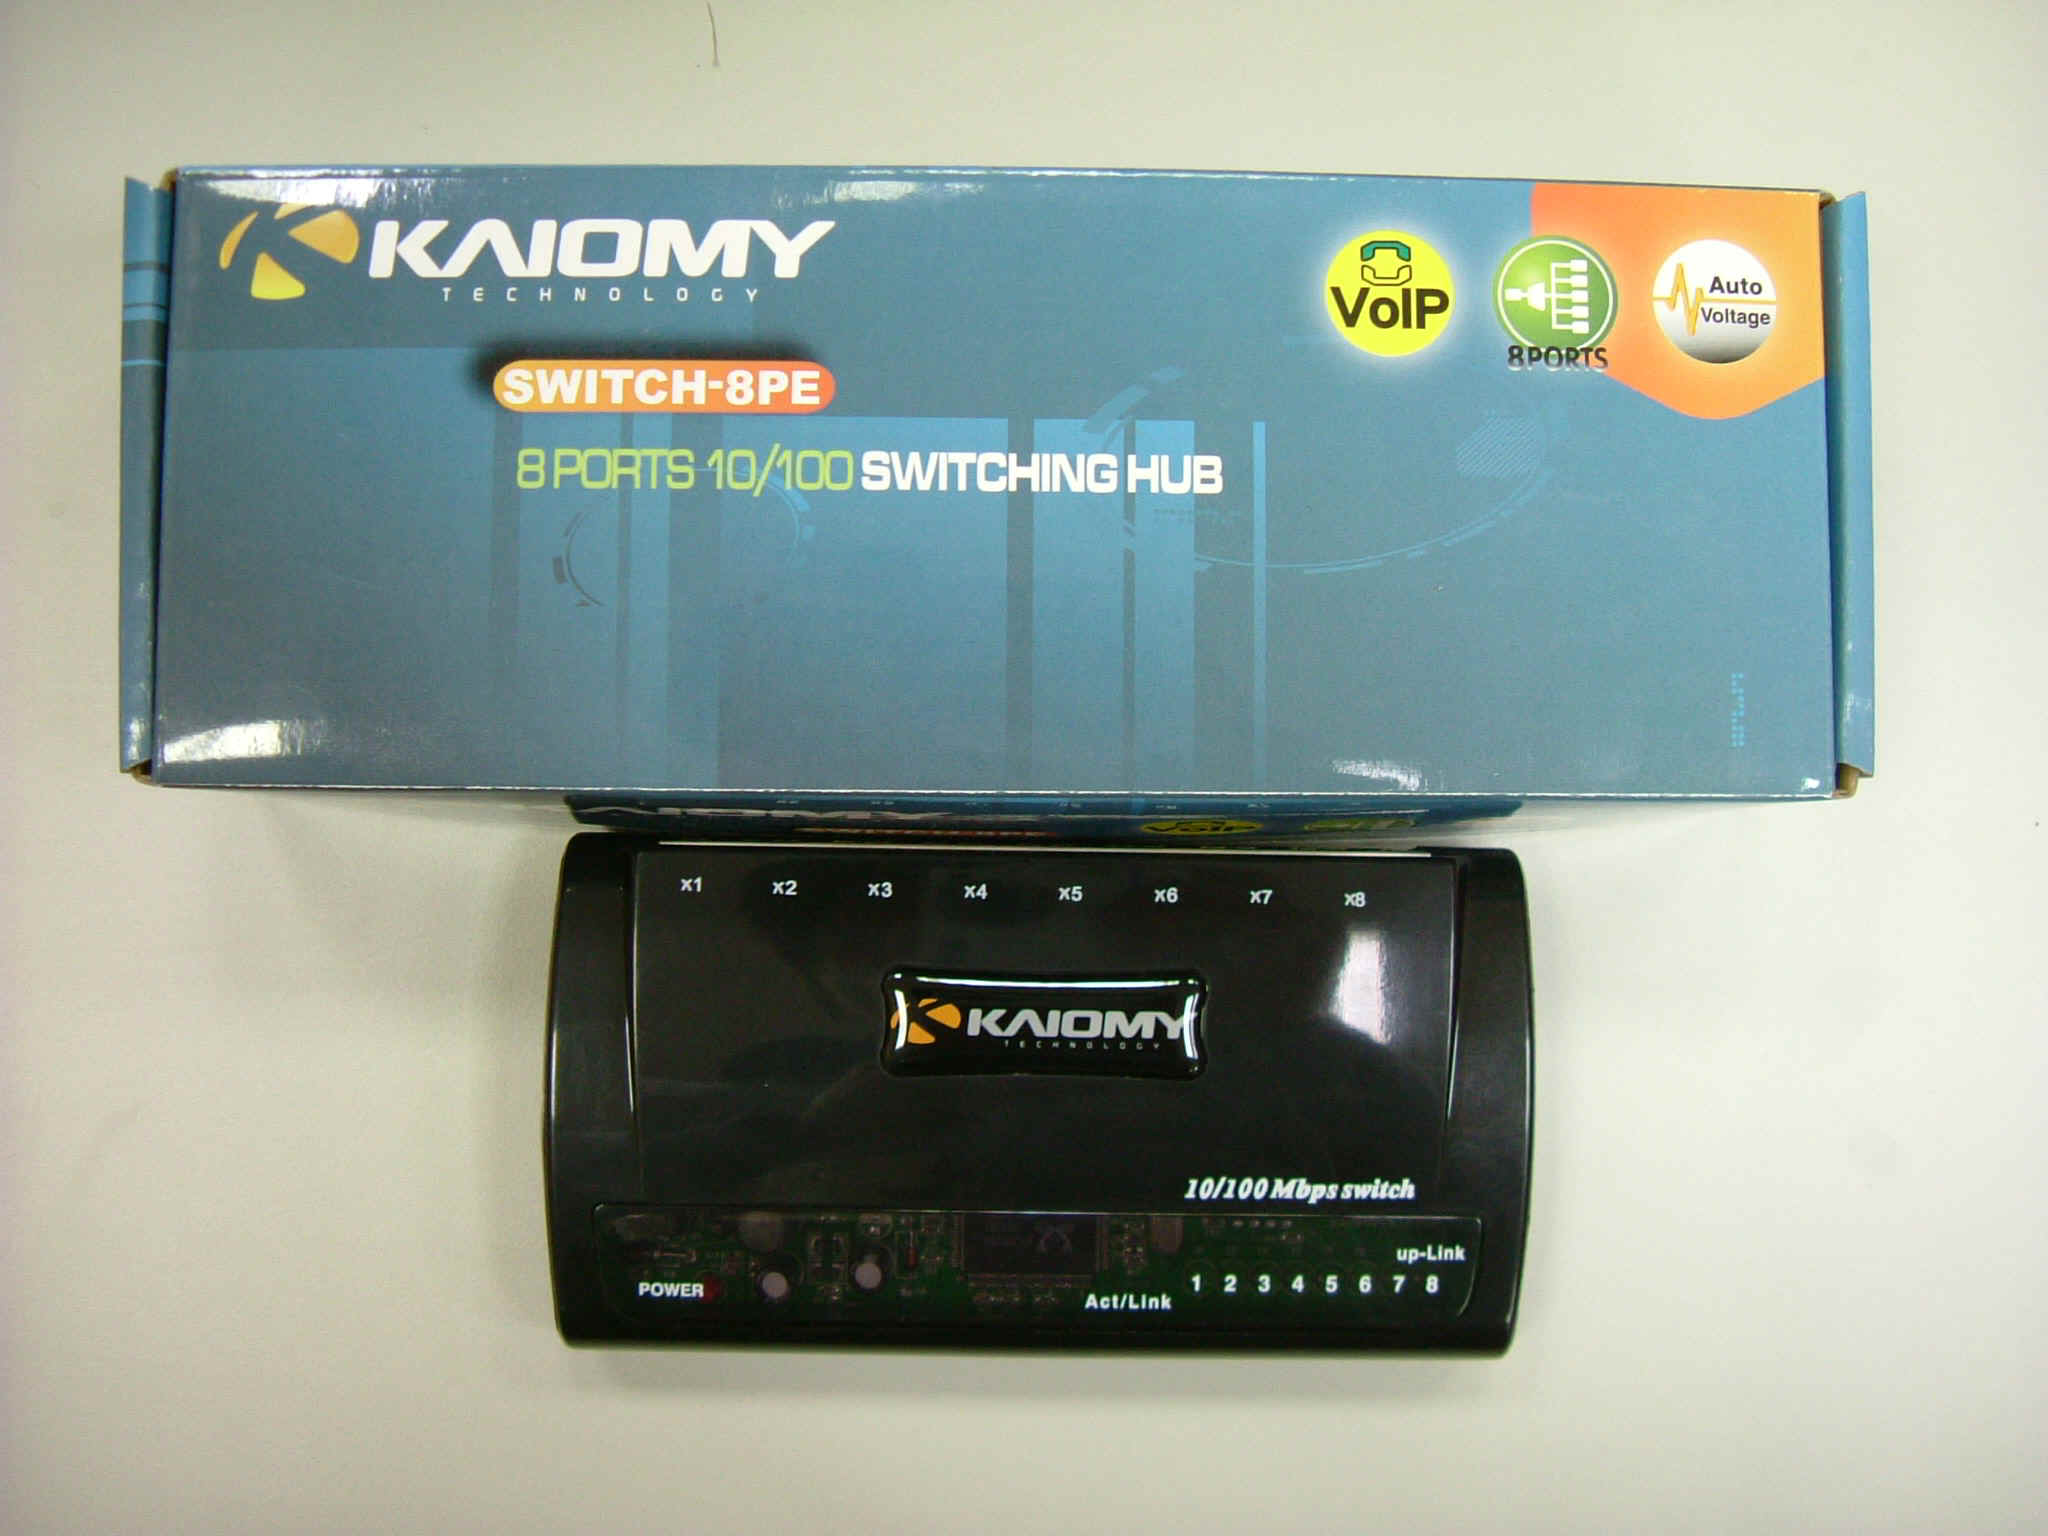 KAIOMY
TECHNOLOGY
VoIP
8PORTS
Auto
Voltage
SWITCH-8PE
8 PORTS 10/100 SWITCHING HUB
x1 x2 x3 x4 x5 x6 x7 x8
KAIOMY
TECHNOLOGY
10/100 Mbps switch
up-Link
POWER
Act/Link 1 2 3 4 5 6 7 8